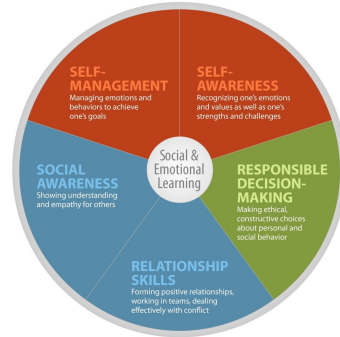 SELF-
MANAGEMENT
Managing emotions and
behaviors to achieve
one's goals
SELF-
AWARENESS
Recognizing one's emotions
and values as well as one's
strengths and challenges
SOCIAL
AWARENESS
Showing understanding
and empathy for others
Social &
Emotional
Learning
RESPONSIBLE
DECISION-
MAKING
Making ethical,
constructive choices
about personal and
social behavior
RELATIONSHIP
SKILLS
Forming positive relationships,
working in teams, dealing
effectively with conflict